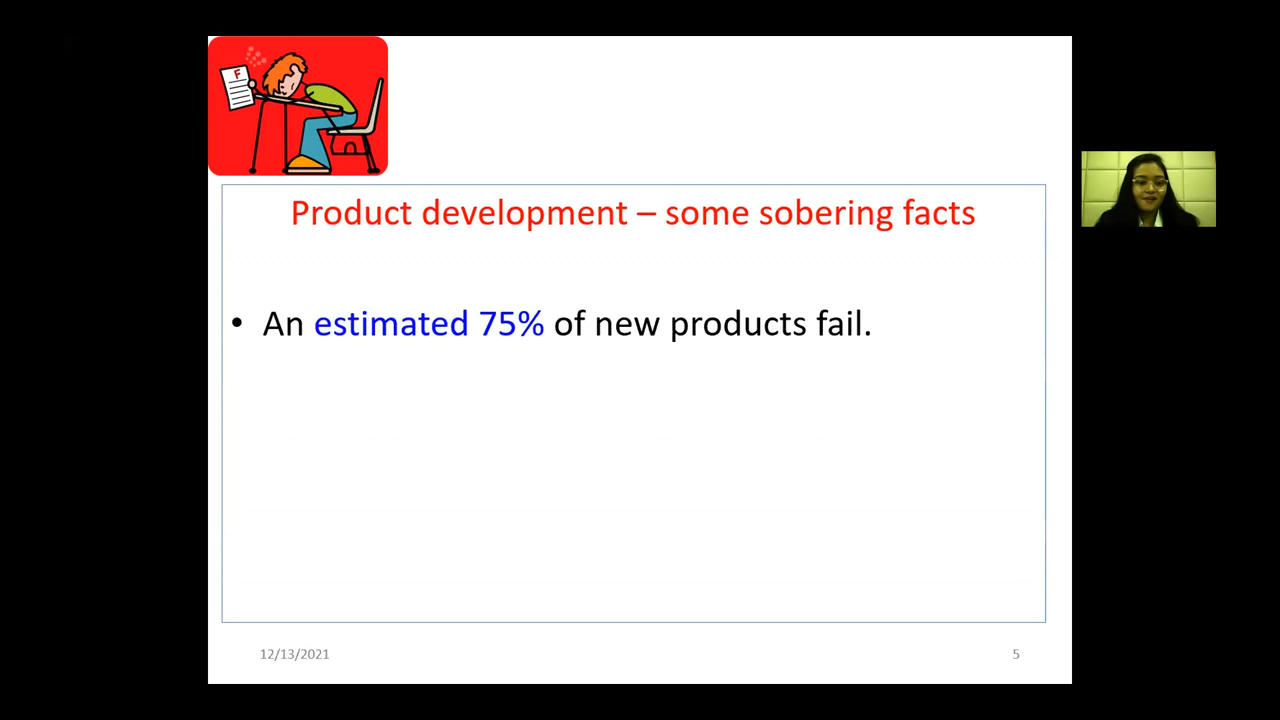 F
Product development – some sobering facts
• An estimated 75% of new products fail.
12/13/2021
5